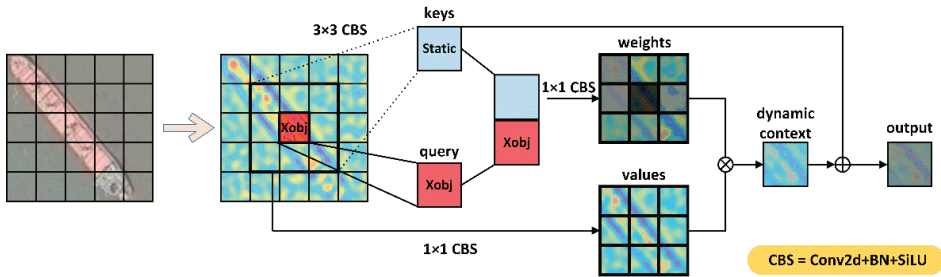 3×3 CBS
keys
Static
weights
1×1 CBS
Xobj
Xobj
dynamic
context
output
query
Xobj
values
1×1 CBS
CBS = Conv2d+BN+SiLU